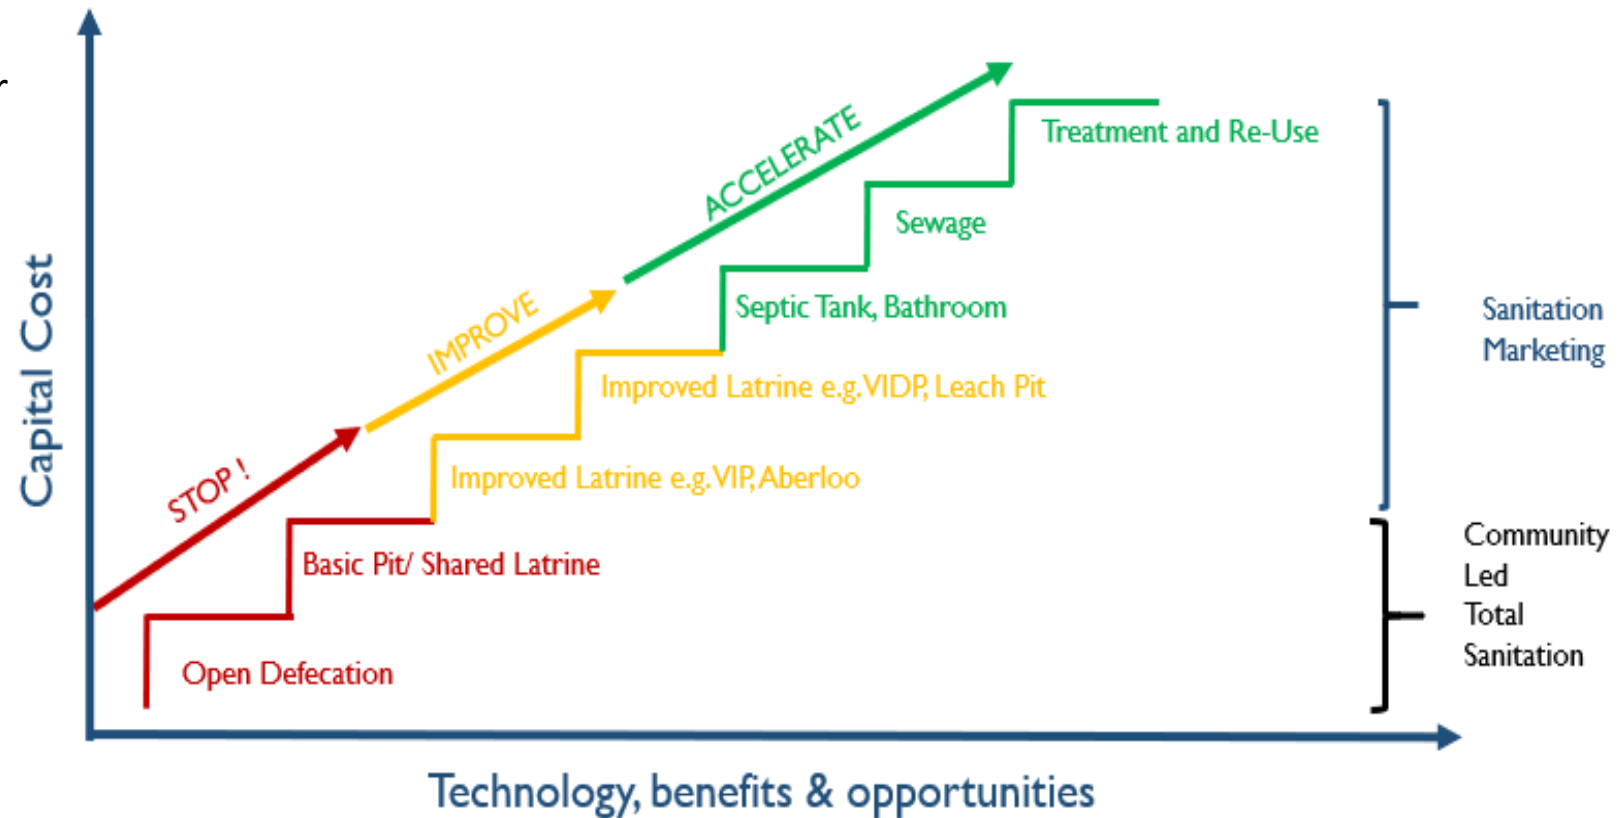 r
Capital Cost
STOP !
IMPROVE
ACCELERATE
Treatment and Re-Use
Sewage
Septic Tank, Bathroom
Improved Latrine e.g. VIDP, Leach Pit
Improved Latrine e.g. VIP, Aberloo
Basic Pit/ Shared Latrine
Open Defecation
Sanitation
Marketing
Community
Led
Total
Sanitation
Technology, benefits & opportunities